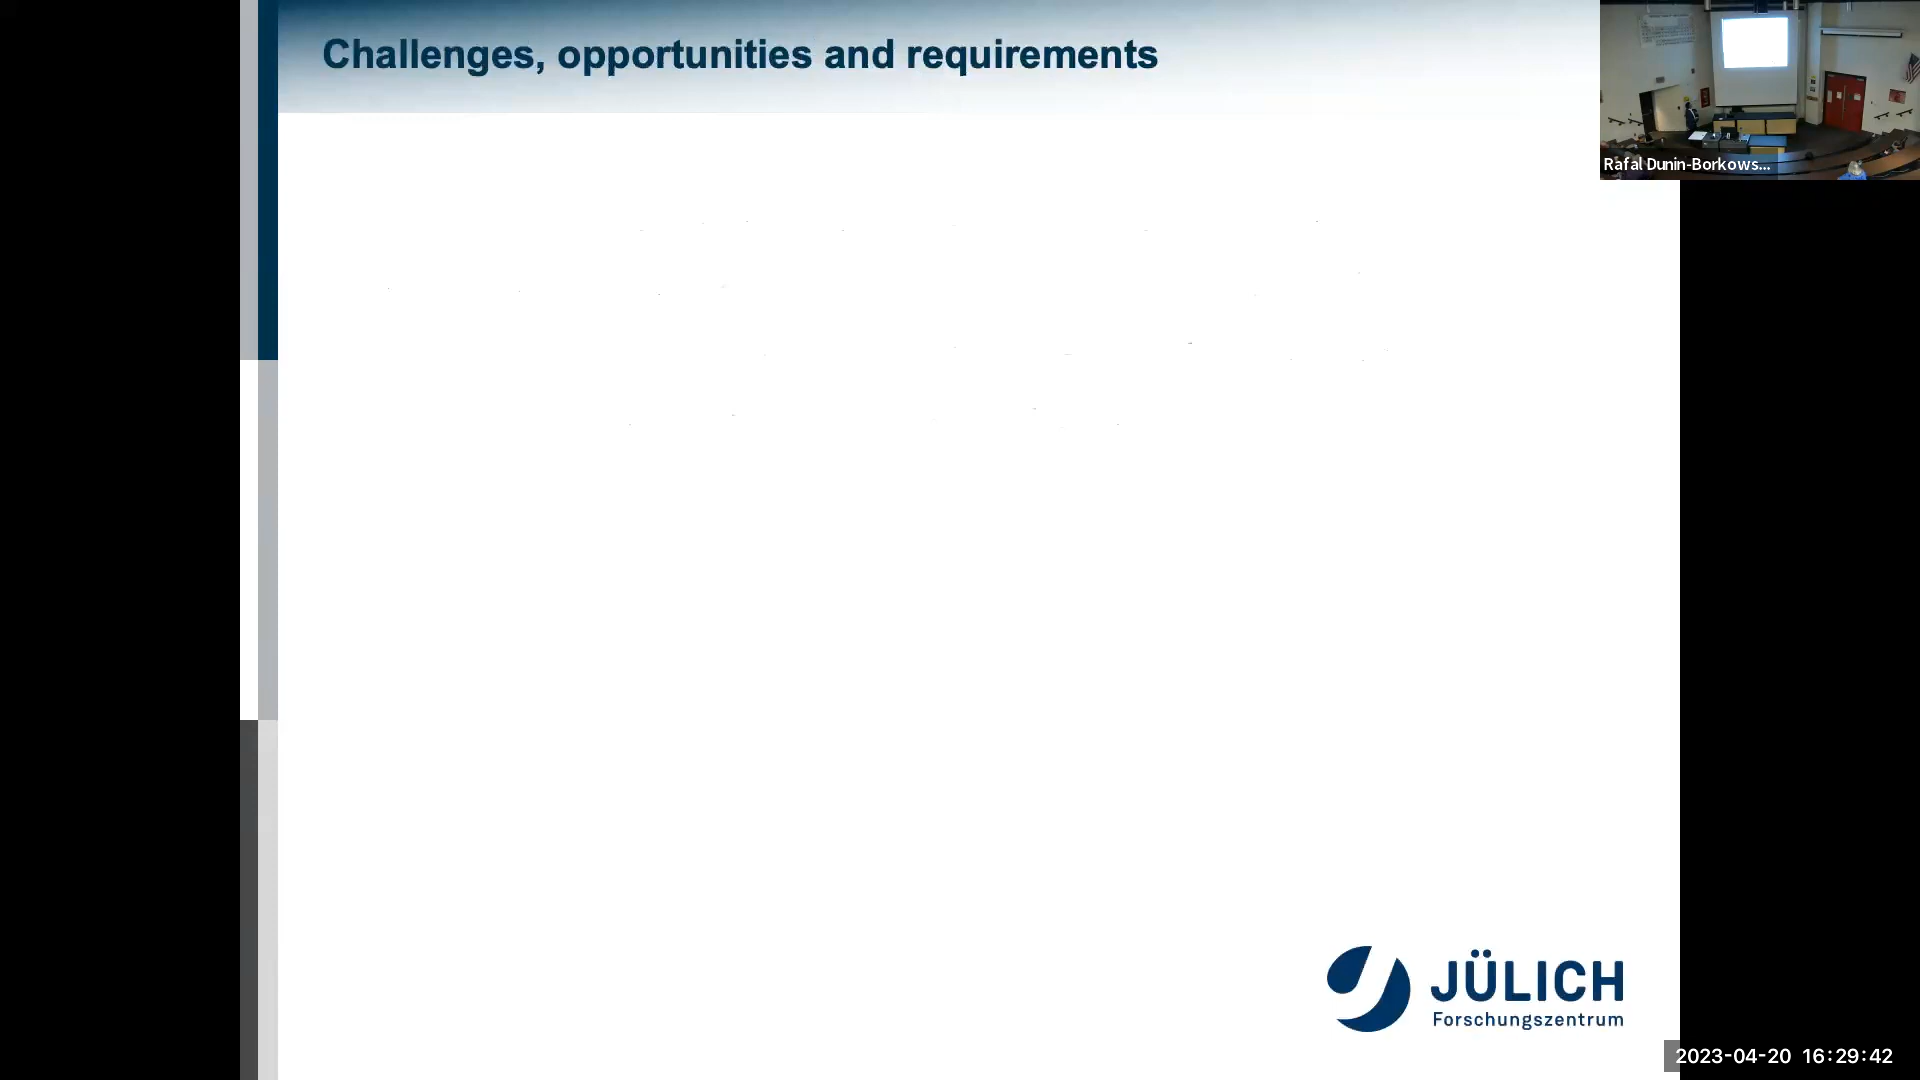 Challenges, opportunities and requirements
Rafal Dunin-Borkows...
JÜLICH
Forschungszentrum
2023-04-20 16:29:42